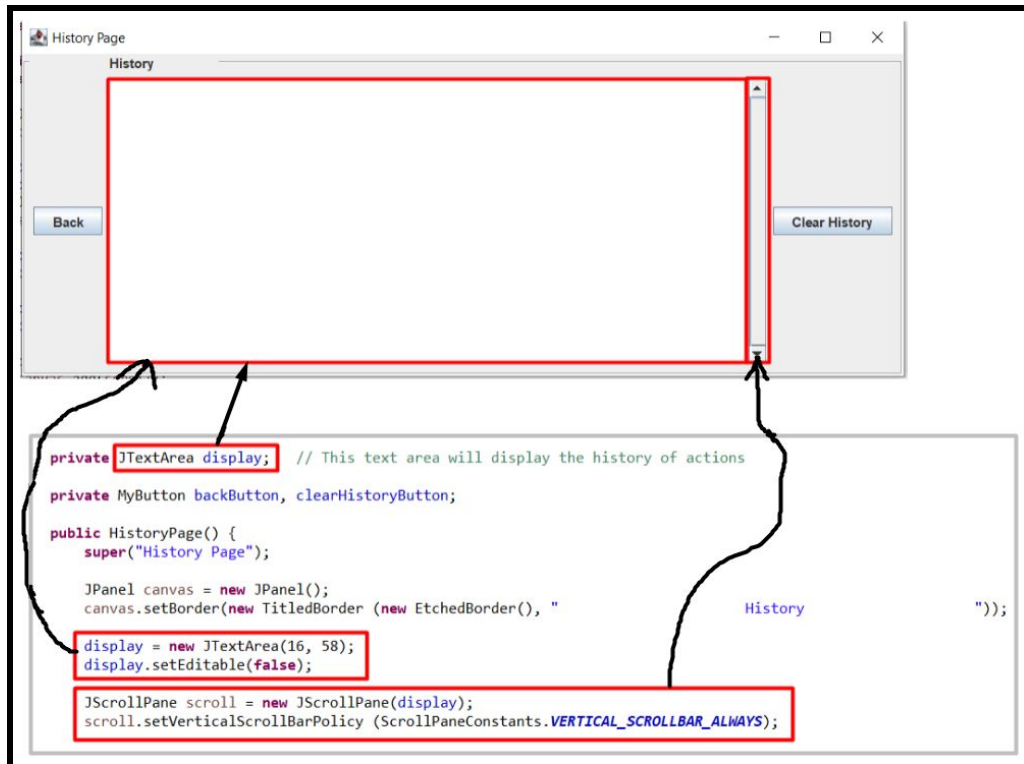 History Page
History
Back
Clear History
private JTextArea display;   // This text area will display the history of actions
private MyButton backButton, clearHistoryButton;
public HistoryPage() {
super("History Page");
JPanel canvas = new JPanel();
canvas.setBorder(new TitledBorder (new EtchedBorder(), "                    History                    "));
display = new JTextArea(16, 58);
display.setEditable(false);
JScrollPane scroll = new JScrollPane(display);
scroll.setVerticalScrollBarPolicy (ScrollPaneConstants.VERTICAL_SCROLLBAR_ALWAYS);